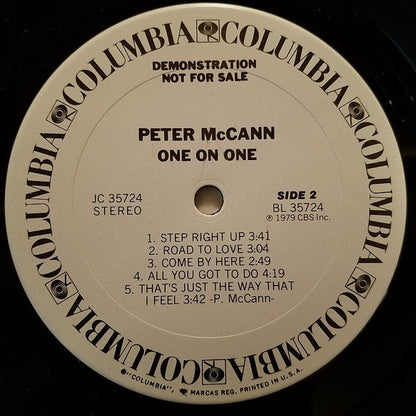 COLUMBIA COLUMBIA COLUMBIA COLUMBIA COLUMBIA COLUMBIA
DEMONSTRATION
NOT FOR SALE
PETER McCANN
ONE ON ONE
JC 35724
STEREO
SIDE 2
BL 35724
℗ 1979 CBS Inc.
1. STEP RIGHT UP 3:41
2. ROAD TO LOVE 3:04
3. COME BY HERE 2:49
4. ALL YOU GOT TO DO 4:19
5. THAT'S JUST THE WAY THAT
I FEEL 3:42 -P. McCann-
"COLUMBIA", MARCAS REG. PRINTED IN U.S.A.